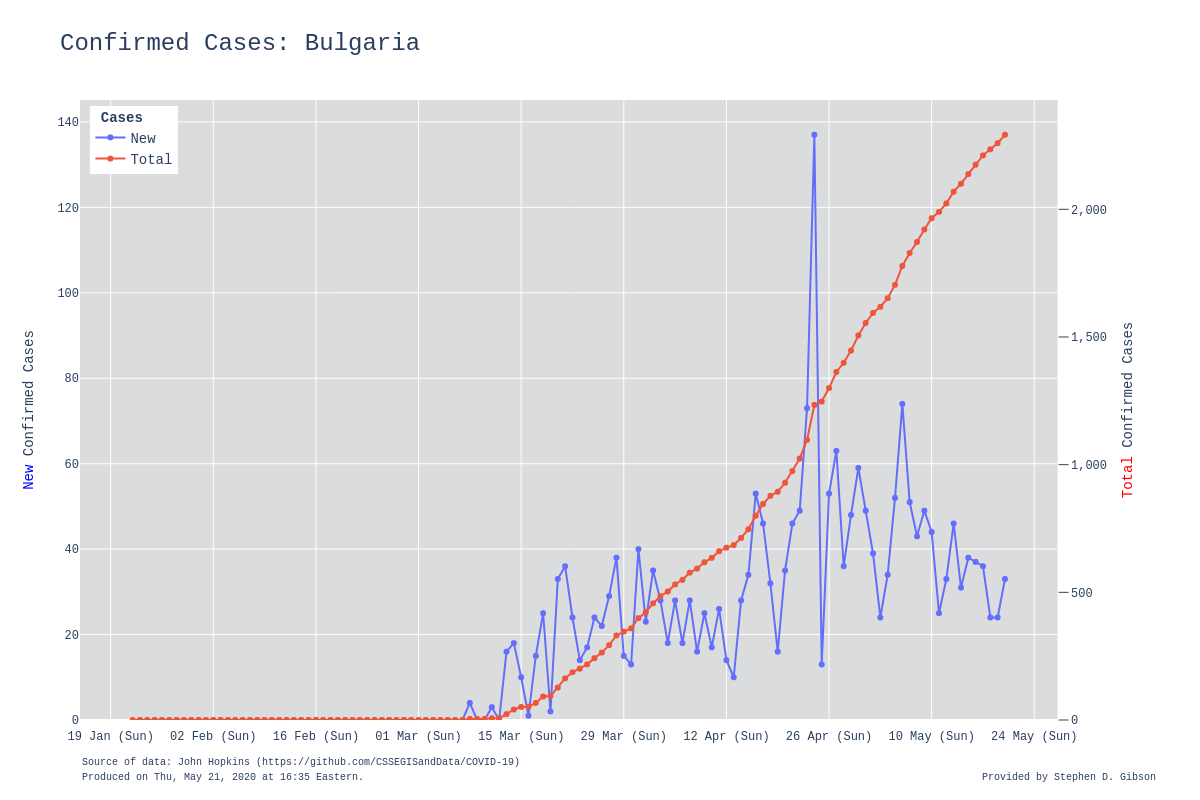 Confirmed Cases: Bulgaria
Cases
New
Total
140
120
100
80
60
40
20
0
2,000
1,500
1,000
500
0
New Confirmed Cases
Total Confirmed Cases
19 Jan (Sun) 02 Feb (Sun) 16 Feb (Sun) 01 Mar (Sun) 15 Mar (Sun) 29 Mar (Sun) 12 Apr (Sun) 26 Apr (Sun) 10 May (Sun) 24 May (Sun)
Source of data: John Hopkins (https://github.com/CSSEGISandData/COVID-19)
Produced on Thu, May 21, 2020 at 16:35 Eastern.
Provided by Stephen D. Gibson